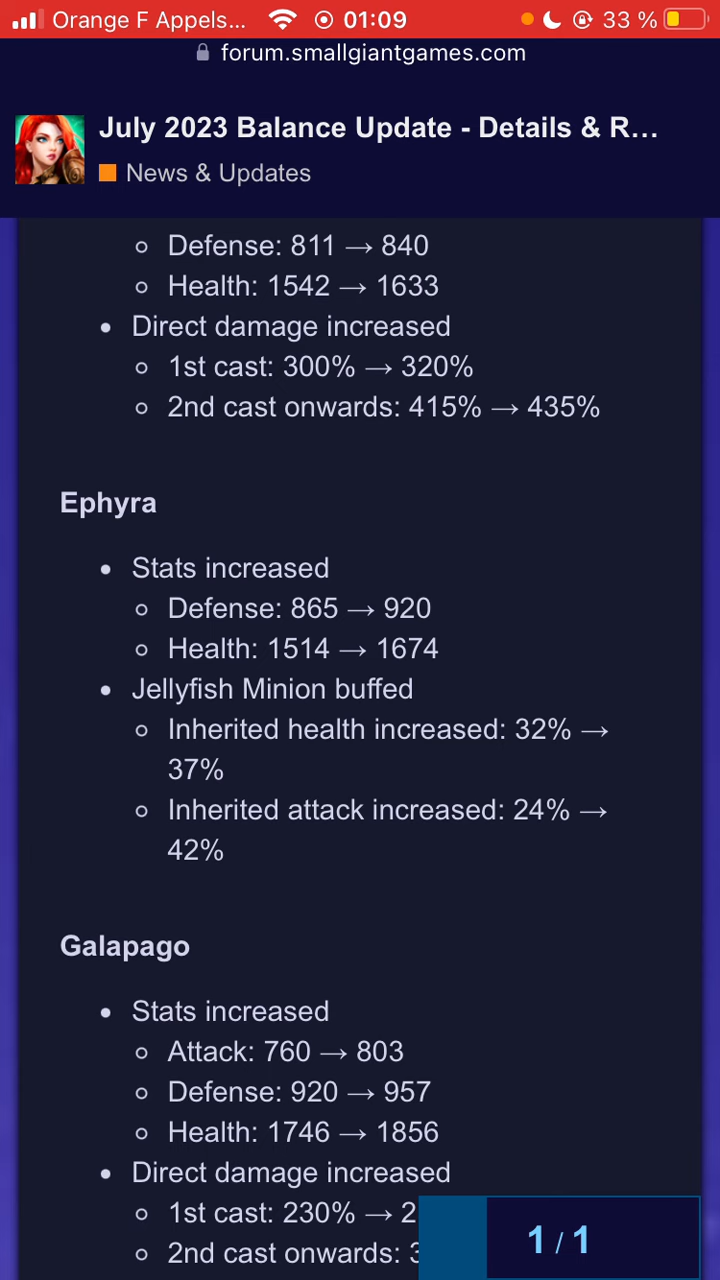 Orange F Appels... 01:09 33 %
forum.smallgiantgames.com
July 2023 Balance Update - Details & R...
News & Updates
Defense: 811 → 840
Health: 1542 → 1633
Direct damage increased
1st cast: 300% → 320%
2nd cast onwards: 415% → 435%
Ephyra
Stats increased
Defense: 865 → 920
Health: 1514 → 1674
Jellyfish Minion buffed
Inherited health increased: 32% →
37%
Inherited attack increased: 24% →
42%
Galapago
Stats increased
Attack: 760 → 803
Defense: 920 → 957
Health: 1746 → 1856
Direct damage increased
1st cast: 230% → 2
2nd cast onwards:
1 / 1